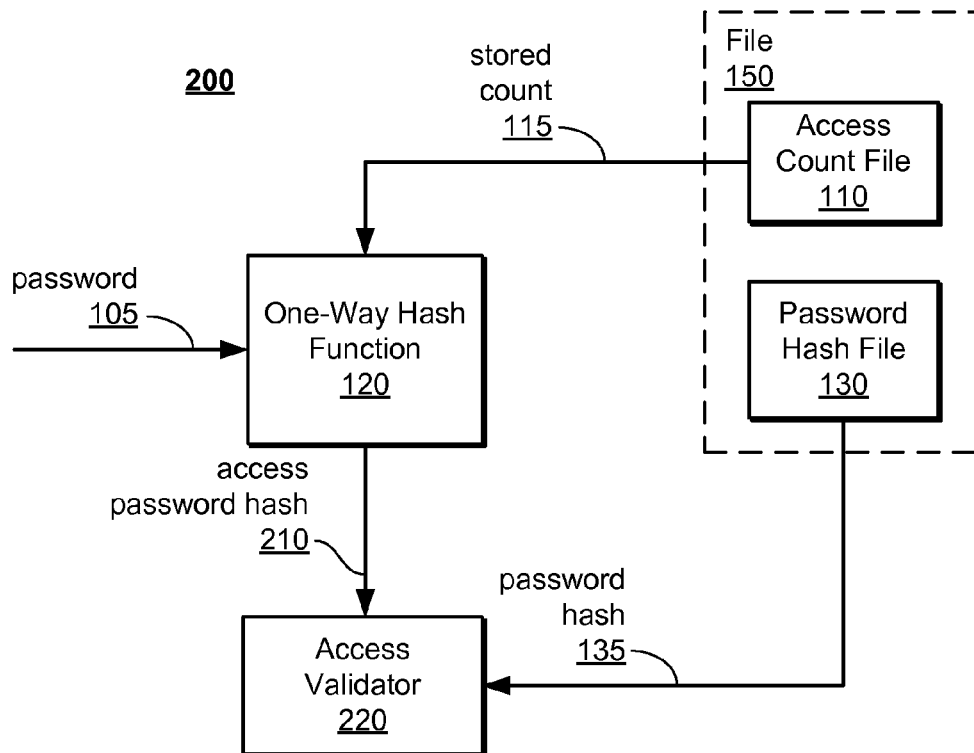 200
stored
count
115
File
150
Access
Count File
110
password
105
One-Way Hash
Function
120
Password
Hash File
130
access
password hash
210
password
hash
135
Access
Validator
220